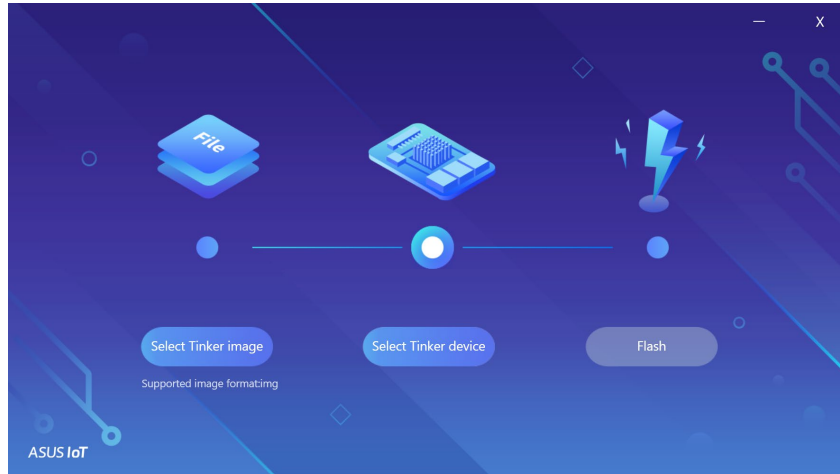 — X
File
Select Tinker image
Select Tinker device
Flash
Supported image format:img
ASUS IoT